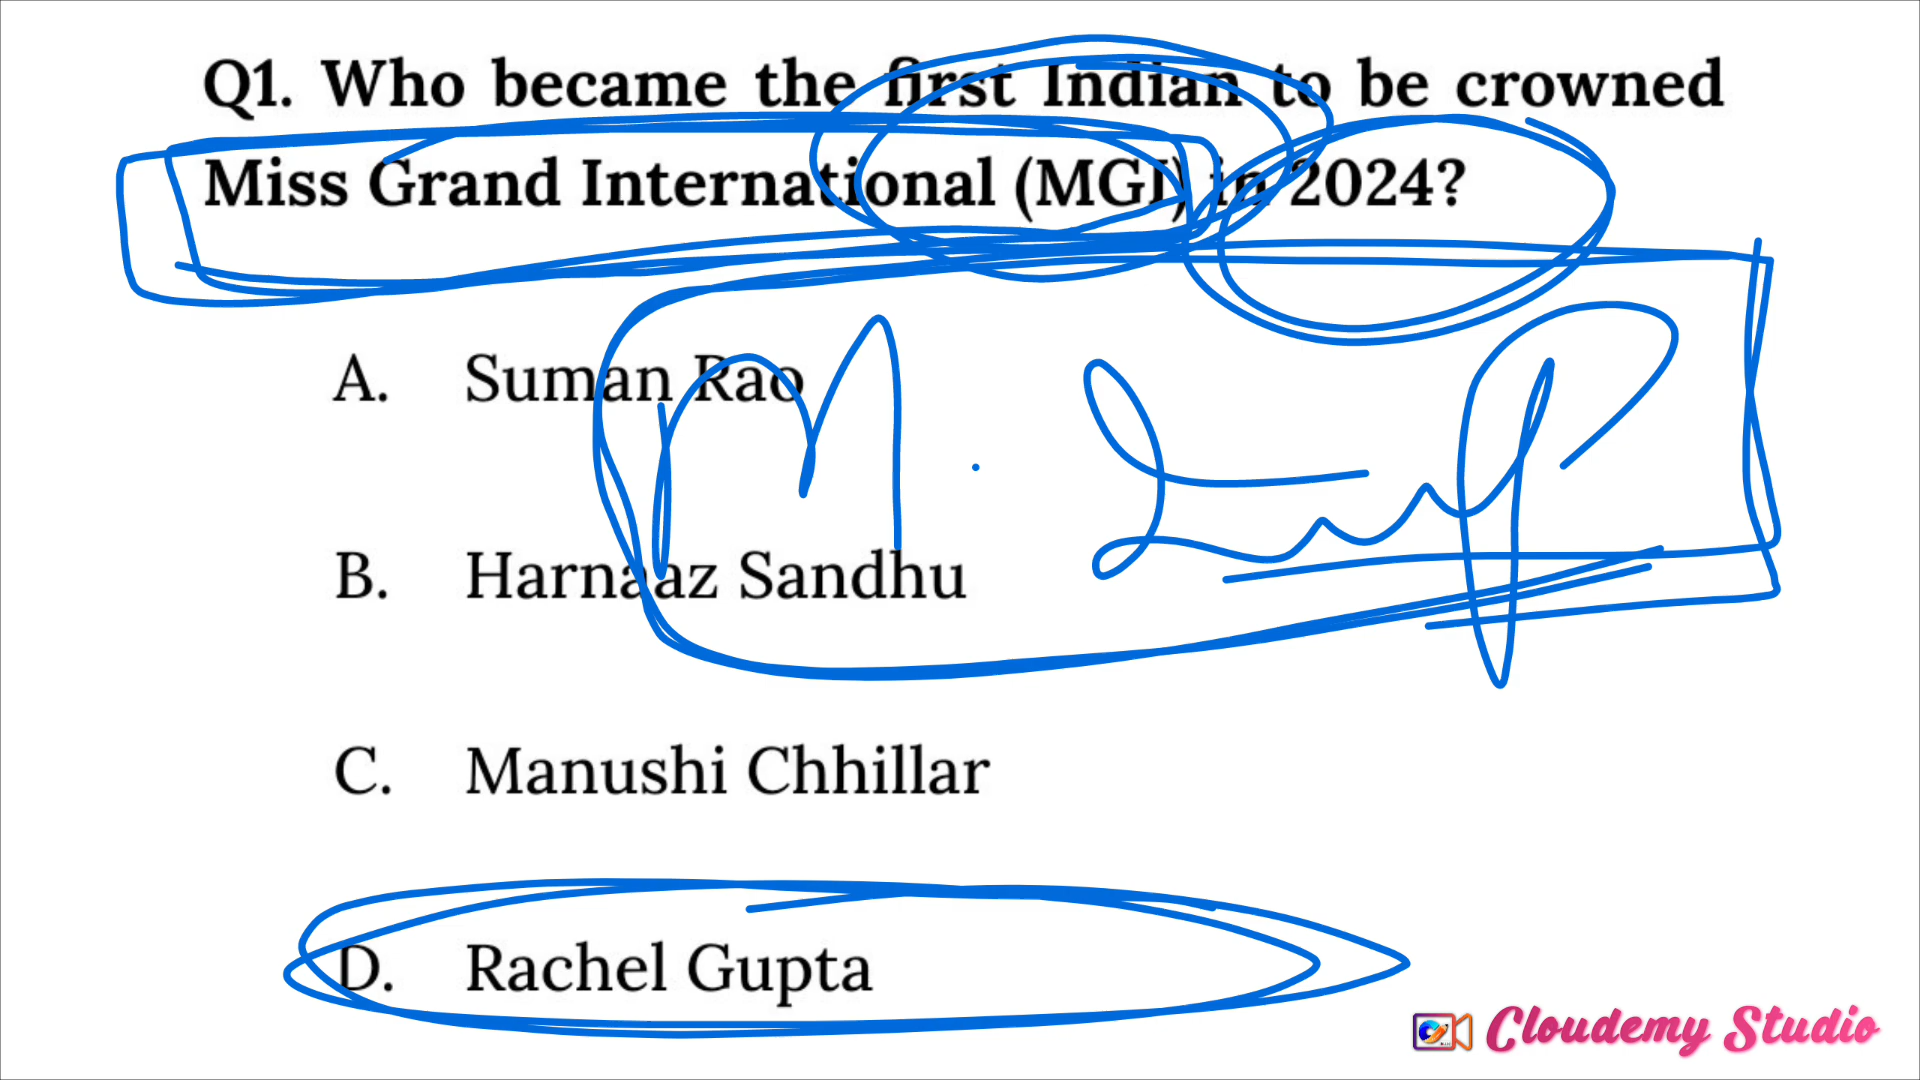 Q1. Who became the first Indian to be crowned
Miss Grand International (MGI) in 2024?
A. Suman Rao
B. Harnaaz Sandhu
C. Manushi Chhillar
D. Rachel Gupta
Cloudemy Studio